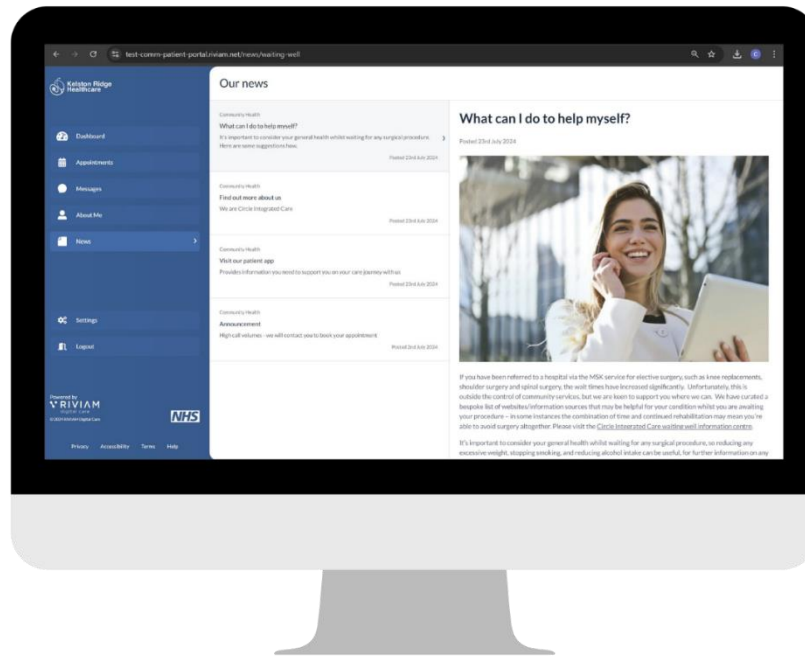 test-comm-patient-portal.riviam.net/news/waiting-well
Kelston Ridge
Healthcare
Dashboard
Appointments
Messages
About Me
News
Settings
Logout
Powered by
RIVIAM
digital care
© 2024 RIVIAM Digital Care
NHS
Privacy Accessibility Terms Help
Our news
Community Health
What can I do to help myself?
It's important to consider your general health whilst waiting for any surgical procedure.
Here are some suggestions how.
Posted 23rd July 2024
Community Health
Find out more about us
We are Circle Integrated Care
Posted 23rd July 2024
Community Health
Visit our patient app
Provides information you need to support you on your care journey with us
Posted 23rd July 2024
Community Health
Announcement
High call volumes - we will contact you to book your appointment
Posted 3rd July 2024
What can I do to help myself?
Posted 23rd July 2024
If you have been referred to a hospital via the MSK service for elective surgery, such as knee replacements,
shoulder surgery and spinal surgery, the wait times have increased significantly. Unfortunately, this is
outside the control of community services, but we are keen to support you where we can. We have curated a
bespoke list of websites/information sources that may be helpful for your condition whilst you are awaiting
your procedure – in some instances the combination of time and continued rehabilitation may mean you're
able to avoid surgery altogether. Please visit the Circle Integrated Care waiting well information centre.
It's important to consider your general health whilst waiting for any surgical procedure, so reducing any
excessive weight, stopping smoking, and reducing alcohol intake can be useful, for further information on any